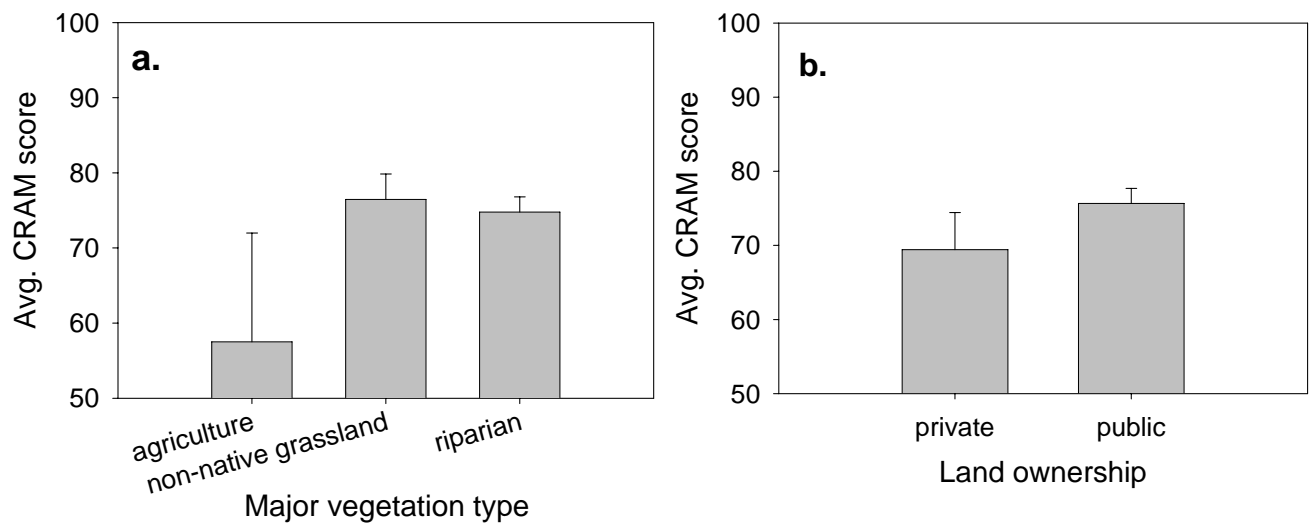 a.
Avg. CRAM score
100
90
80
70
60
50
agriculture
non-native grassland
riparian
Major vegetation type
b.
Avg. CRAM score
100
90
80
70
60
50
private
public
Land ownership